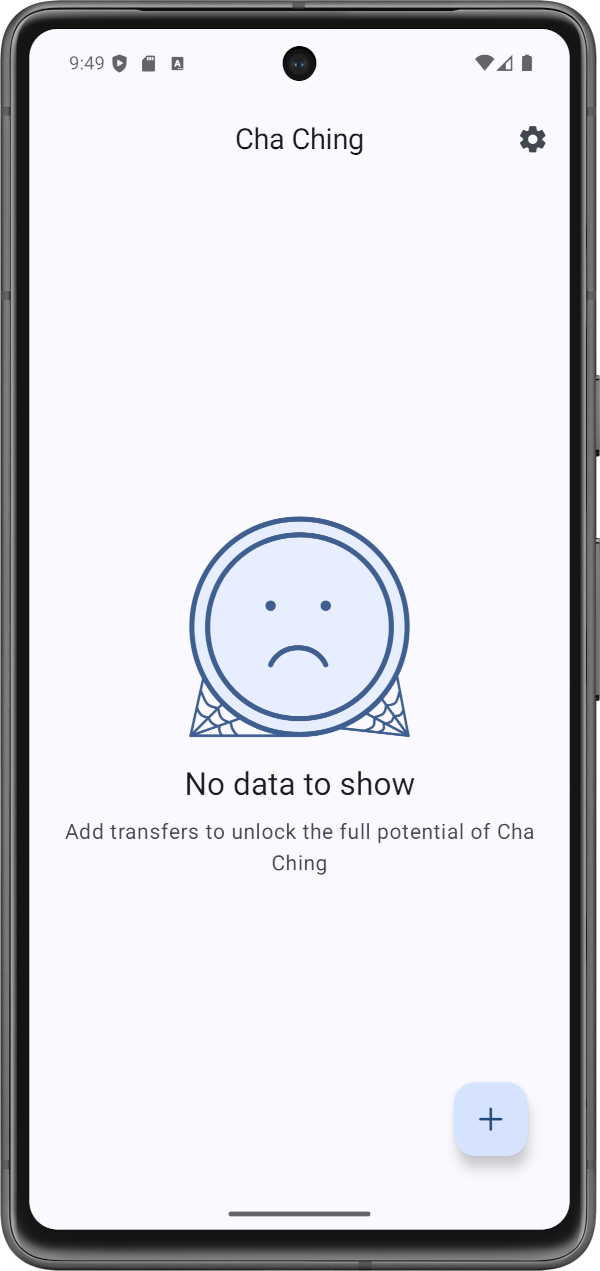 9:49
Cha Ching
No data to show
Add transfers to unlock the full potential of Cha
Ching